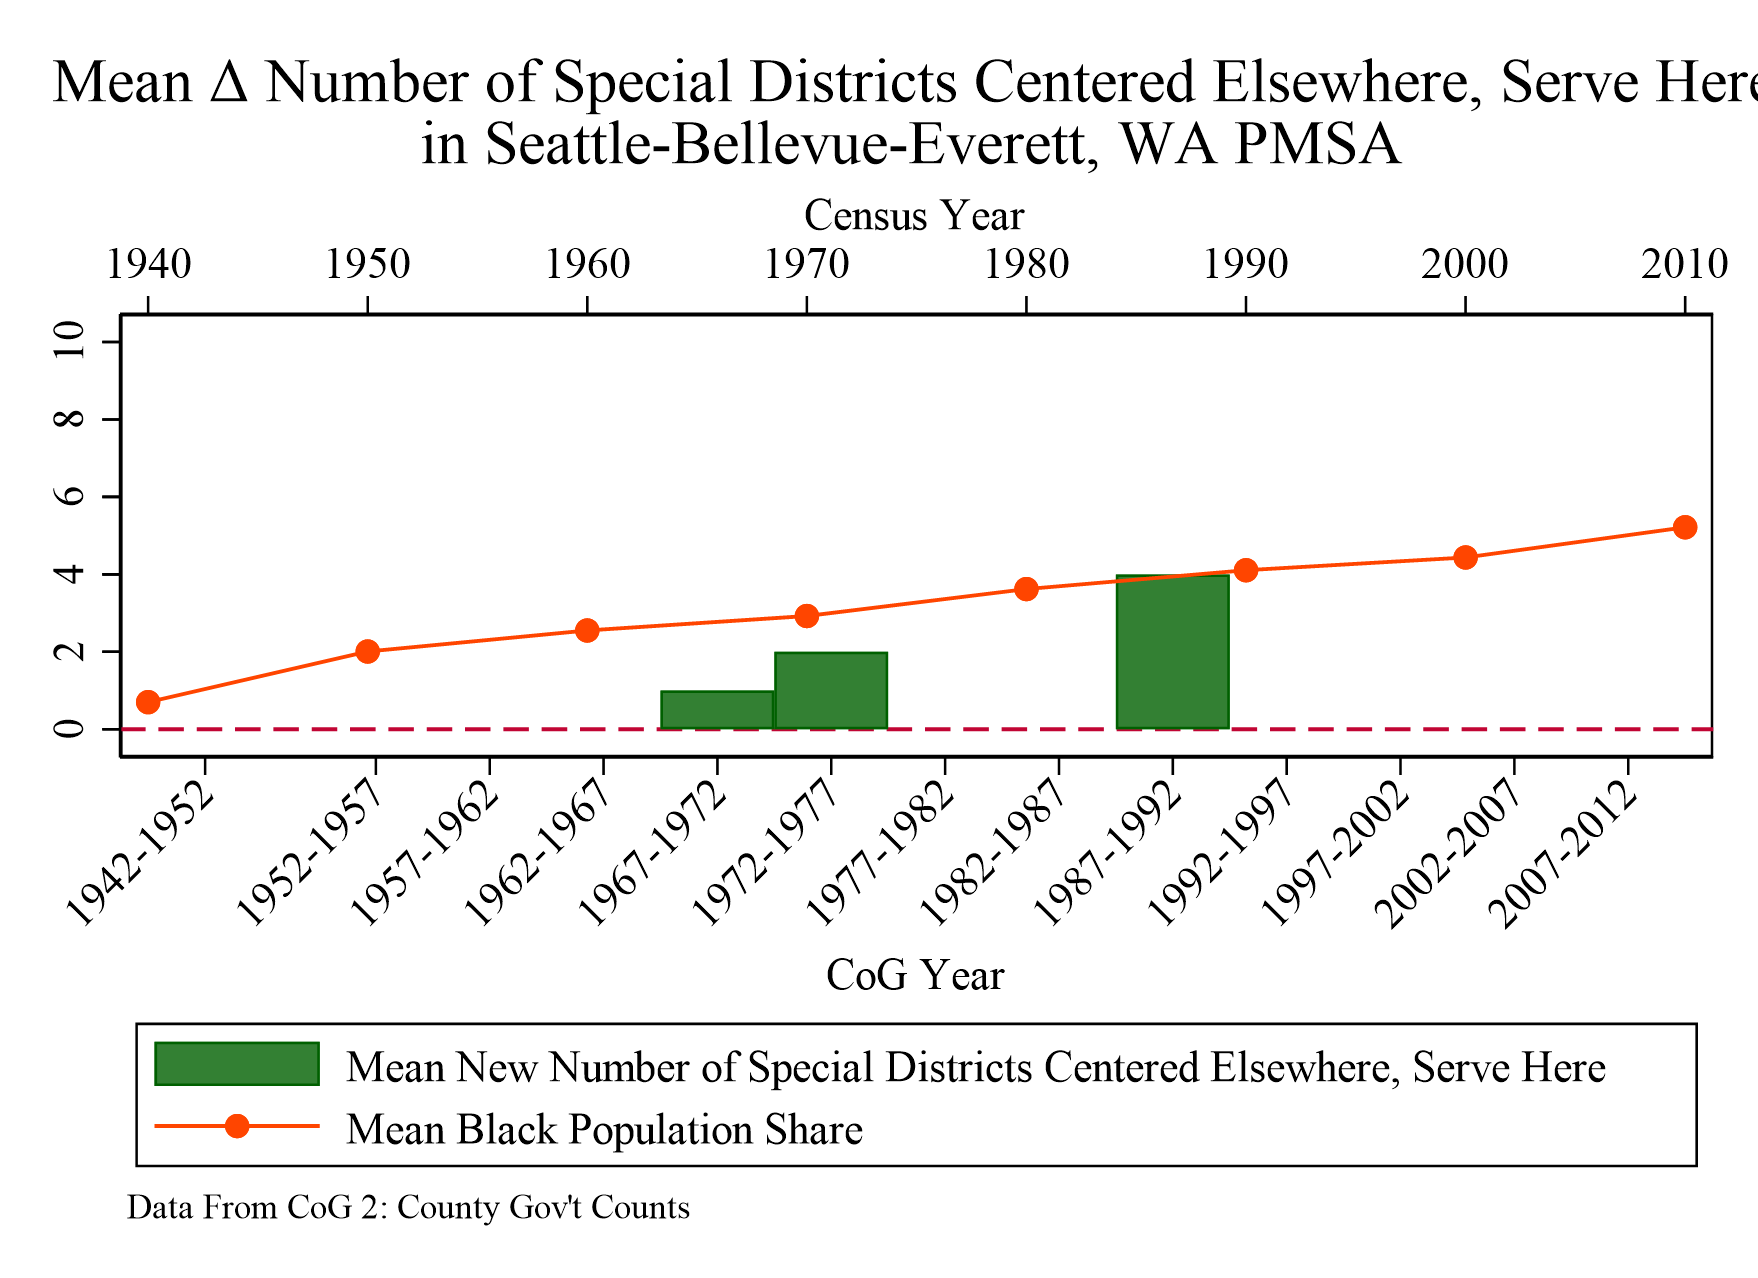 Mean Δ Number of Special Districts Centered Elsewhere, Serve Here
in Seattle-Bellevue-Everett, WA PMSA
Census Year
1940 1950 1960 1970 1980 1990 2000 2010
10
8
6
4
2
0
1942-1952 1952-1957 1957-1962 1962-1967 1967-1972 1972-1977 1977-1982 1982-1987 1987-1992 1992-1997 1997-2002 2002-2007 2007-2012
CoG Year
Mean New Number of Special Districts Centered Elsewhere, Serve Here
Mean Black Population Share
Data From CoG 2: County Gov't Counts